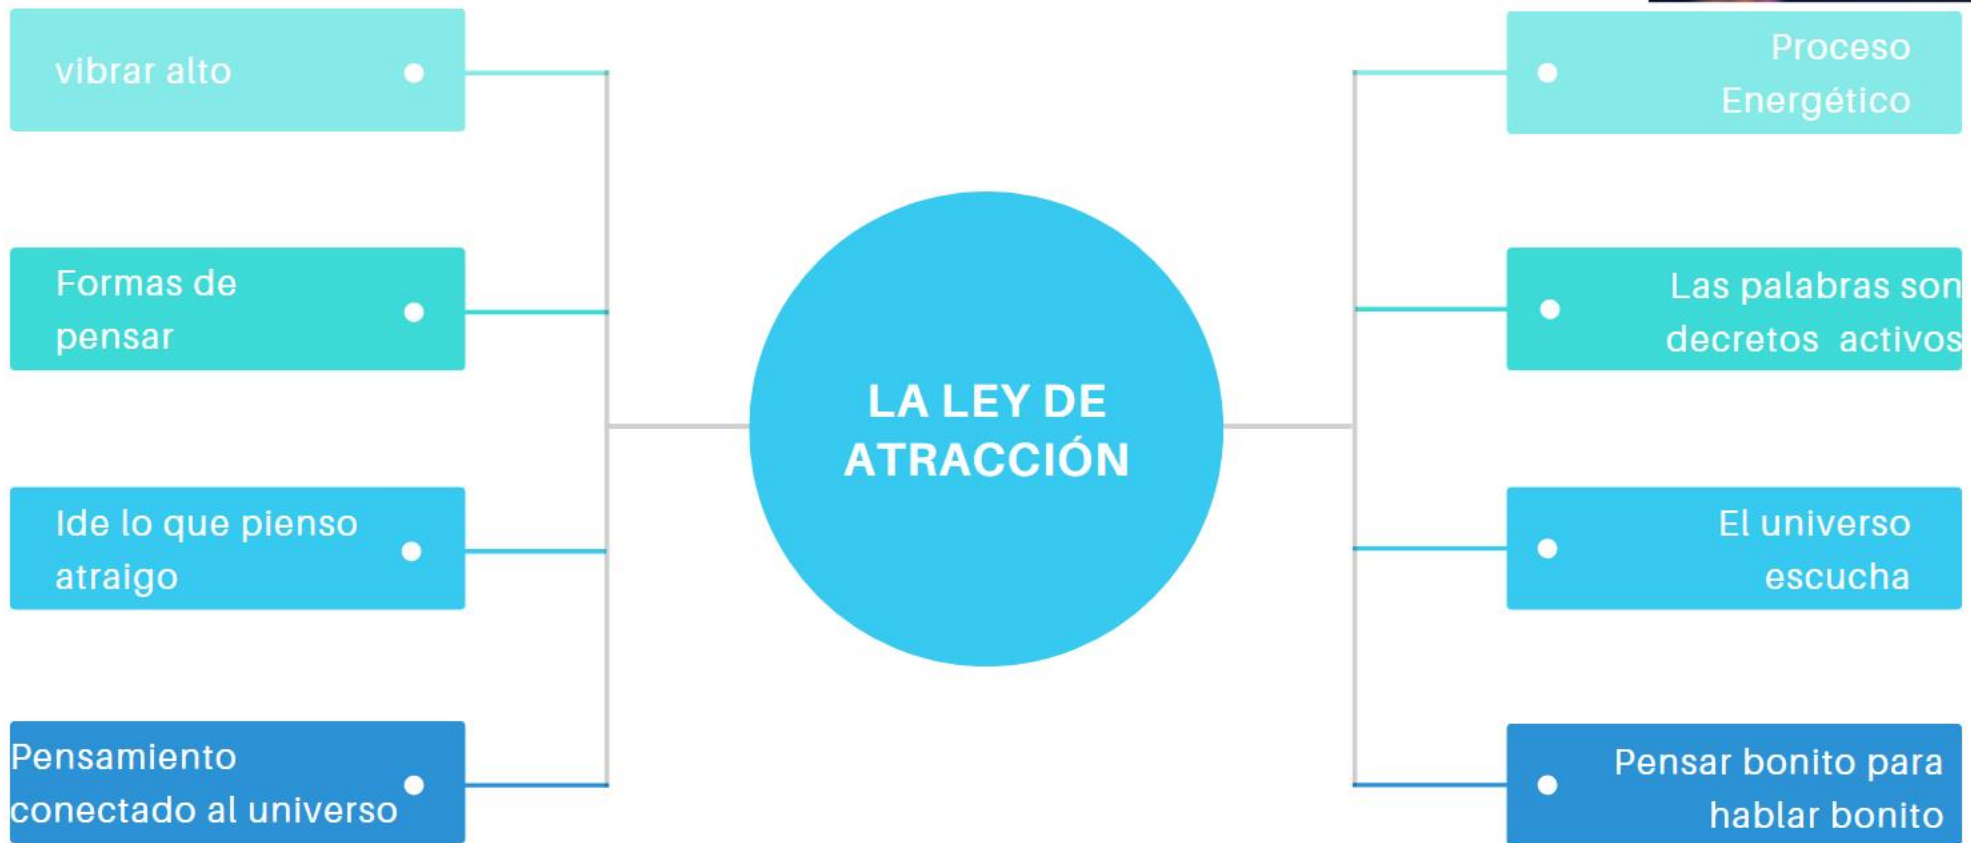 vibrar alto
Formas de
pensar
Ide lo que pienso
atraigo
Pensamiento
conectado al universo
LA LEY DE
ATRACCIÓN
Proceso
Energético
Las palabras son
decretos activos
El universo
escucha
Pensar bonito para
hablar bonito